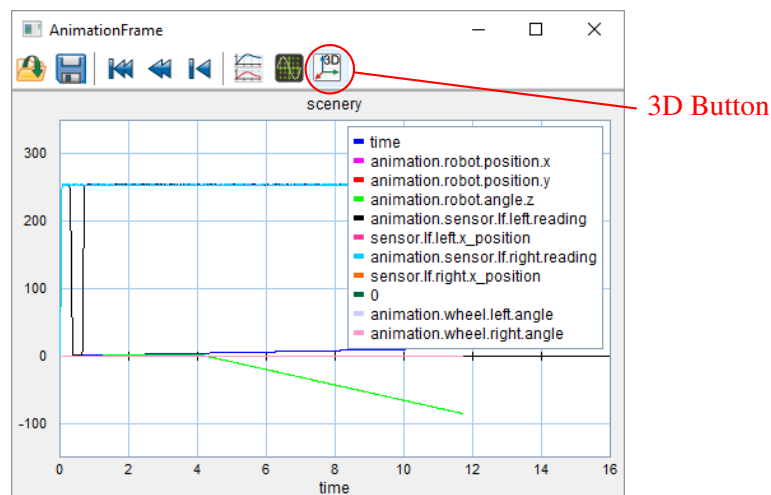 AnimationFrame
3D
3D Button
scenery
300
200
100
0
-100
time
animation.robot.position.x
animation.robot.position.y
animation.robot.angle.z
animation.sensor.lf.left.reading
sensor.lf.left.x_position
animation.sensor.lf.right.reading
sensor.lf.right.x_position
0
animation.wheel.left.angle
animation.wheel.right.angle
0 2 4 6 8 10 12 14 16
time